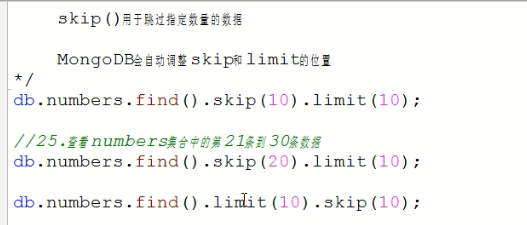 skip()用于跳过指定数量的数据
MongoDB会自动调整skip和limit的位置
*/
db.numbers.find().skip(10).limit(10);
//25.查看numbers集合中的第21条到30条数据
db.numbers.find().skip(20).limit(10);
db.numbers.find().limit(10).skip(10);